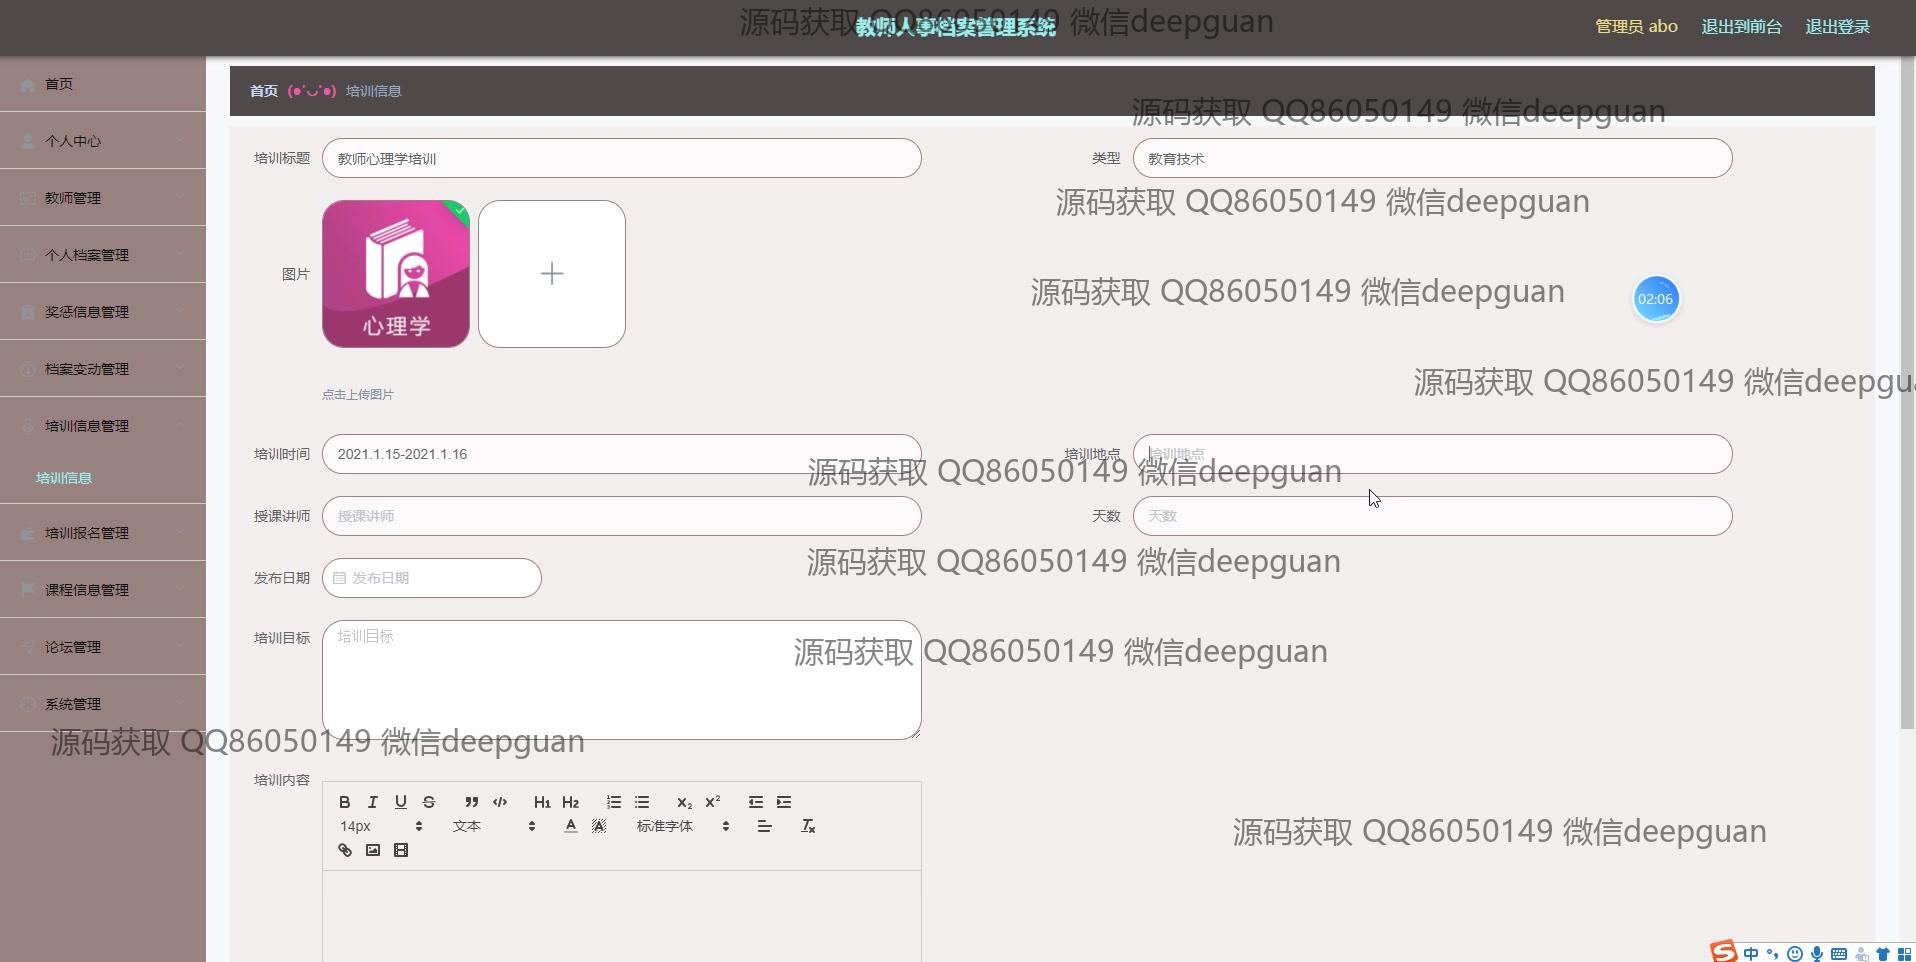 源码获取 QQ86050149 微信deepguan
教师人事档案管理系统
管理员 abo 退出到前台 退出登录
首页
个人中心
教师管理
个人档案管理
奖惩信息管理
档案变动管理
培训信息管理
培训信息
培训报名管理
课程信息管理
论坛管理
系统管理
首页 (●'◡'●) 培训信息
源码获取 QQ86050149 微信deepguan
培训标题 教师心理学培训 类型 教育技术
源码获取 QQ86050149 微信deepguan
图片
心理学
源码获取 QQ86050149 微信deepguan
02:06
点击上传图片
源码获取 QQ86050149 微信deepgua
培训时间 2021.1.15-2021.1.16 培训地点 培训地点
源码获取 QQ86050149 微信deepguan
授课讲师 授课讲师 天数 天数
源码获取 QQ86050149 微信deepguan
发布日期 发布日期
培训目标 培训目标
源码获取 QQ86050149 微信deepguan
源码获取 QQ86050149 微信deepguan
培训内容
B I U S H1 H2 x2 x2
14px 文本 A A 标准字体 Tx
源码获取 QQ86050149 微信deepguan
S 中